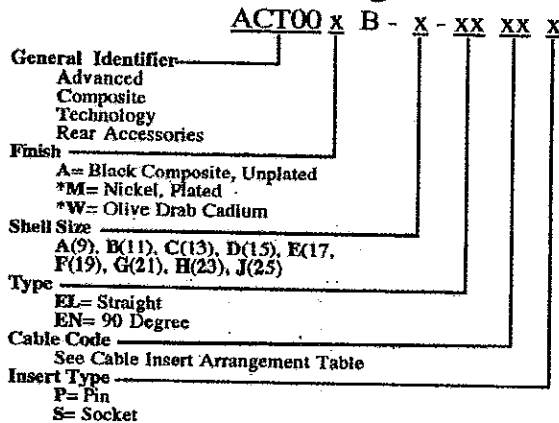 ACT00 x B - x - xx xx x
General Identifier
Advanced
Composite
Technology
Rear Accessories
Finish
A= Black Composite, Unplated
*M= Nickel, Plated
*W= Olive Drab Cadium
Shell Size
A(9), B(11), C(13), D(15), E(17,
F(19), G(21), H(23), J(25)
Type
EL= Straight
EN= 90 Degree
Cable Code
See Cable Insert Arrangement Table
Insert Type
P= Pin
S= Socket